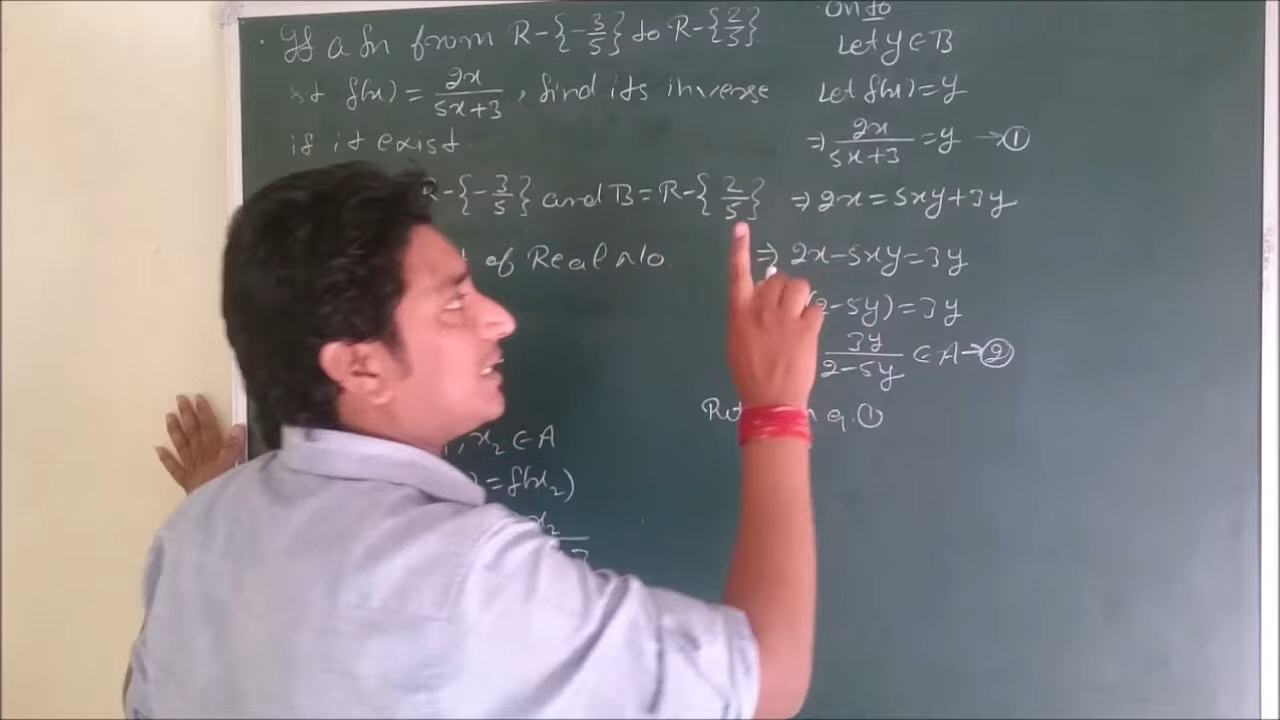 If a fn from R-{-3/5} to R-{2/5}
st f(x) = 2x/5x+3, find its inverse
if it exist
R-{-3/5} and B=R-{2/5}
of Real no.
, x₂ ∈ A
= f(x₂)
x₂
3
Onto
Let y ∈ B
Let f(x) = y
⇒ 2x/5x+3 = y → ①
⇒ 2x = 5xy+3y
⇒ 2x-5xy = 3y
(2-5y) = 3y
3y/2-5y ∈ A → ②
Put q. ①